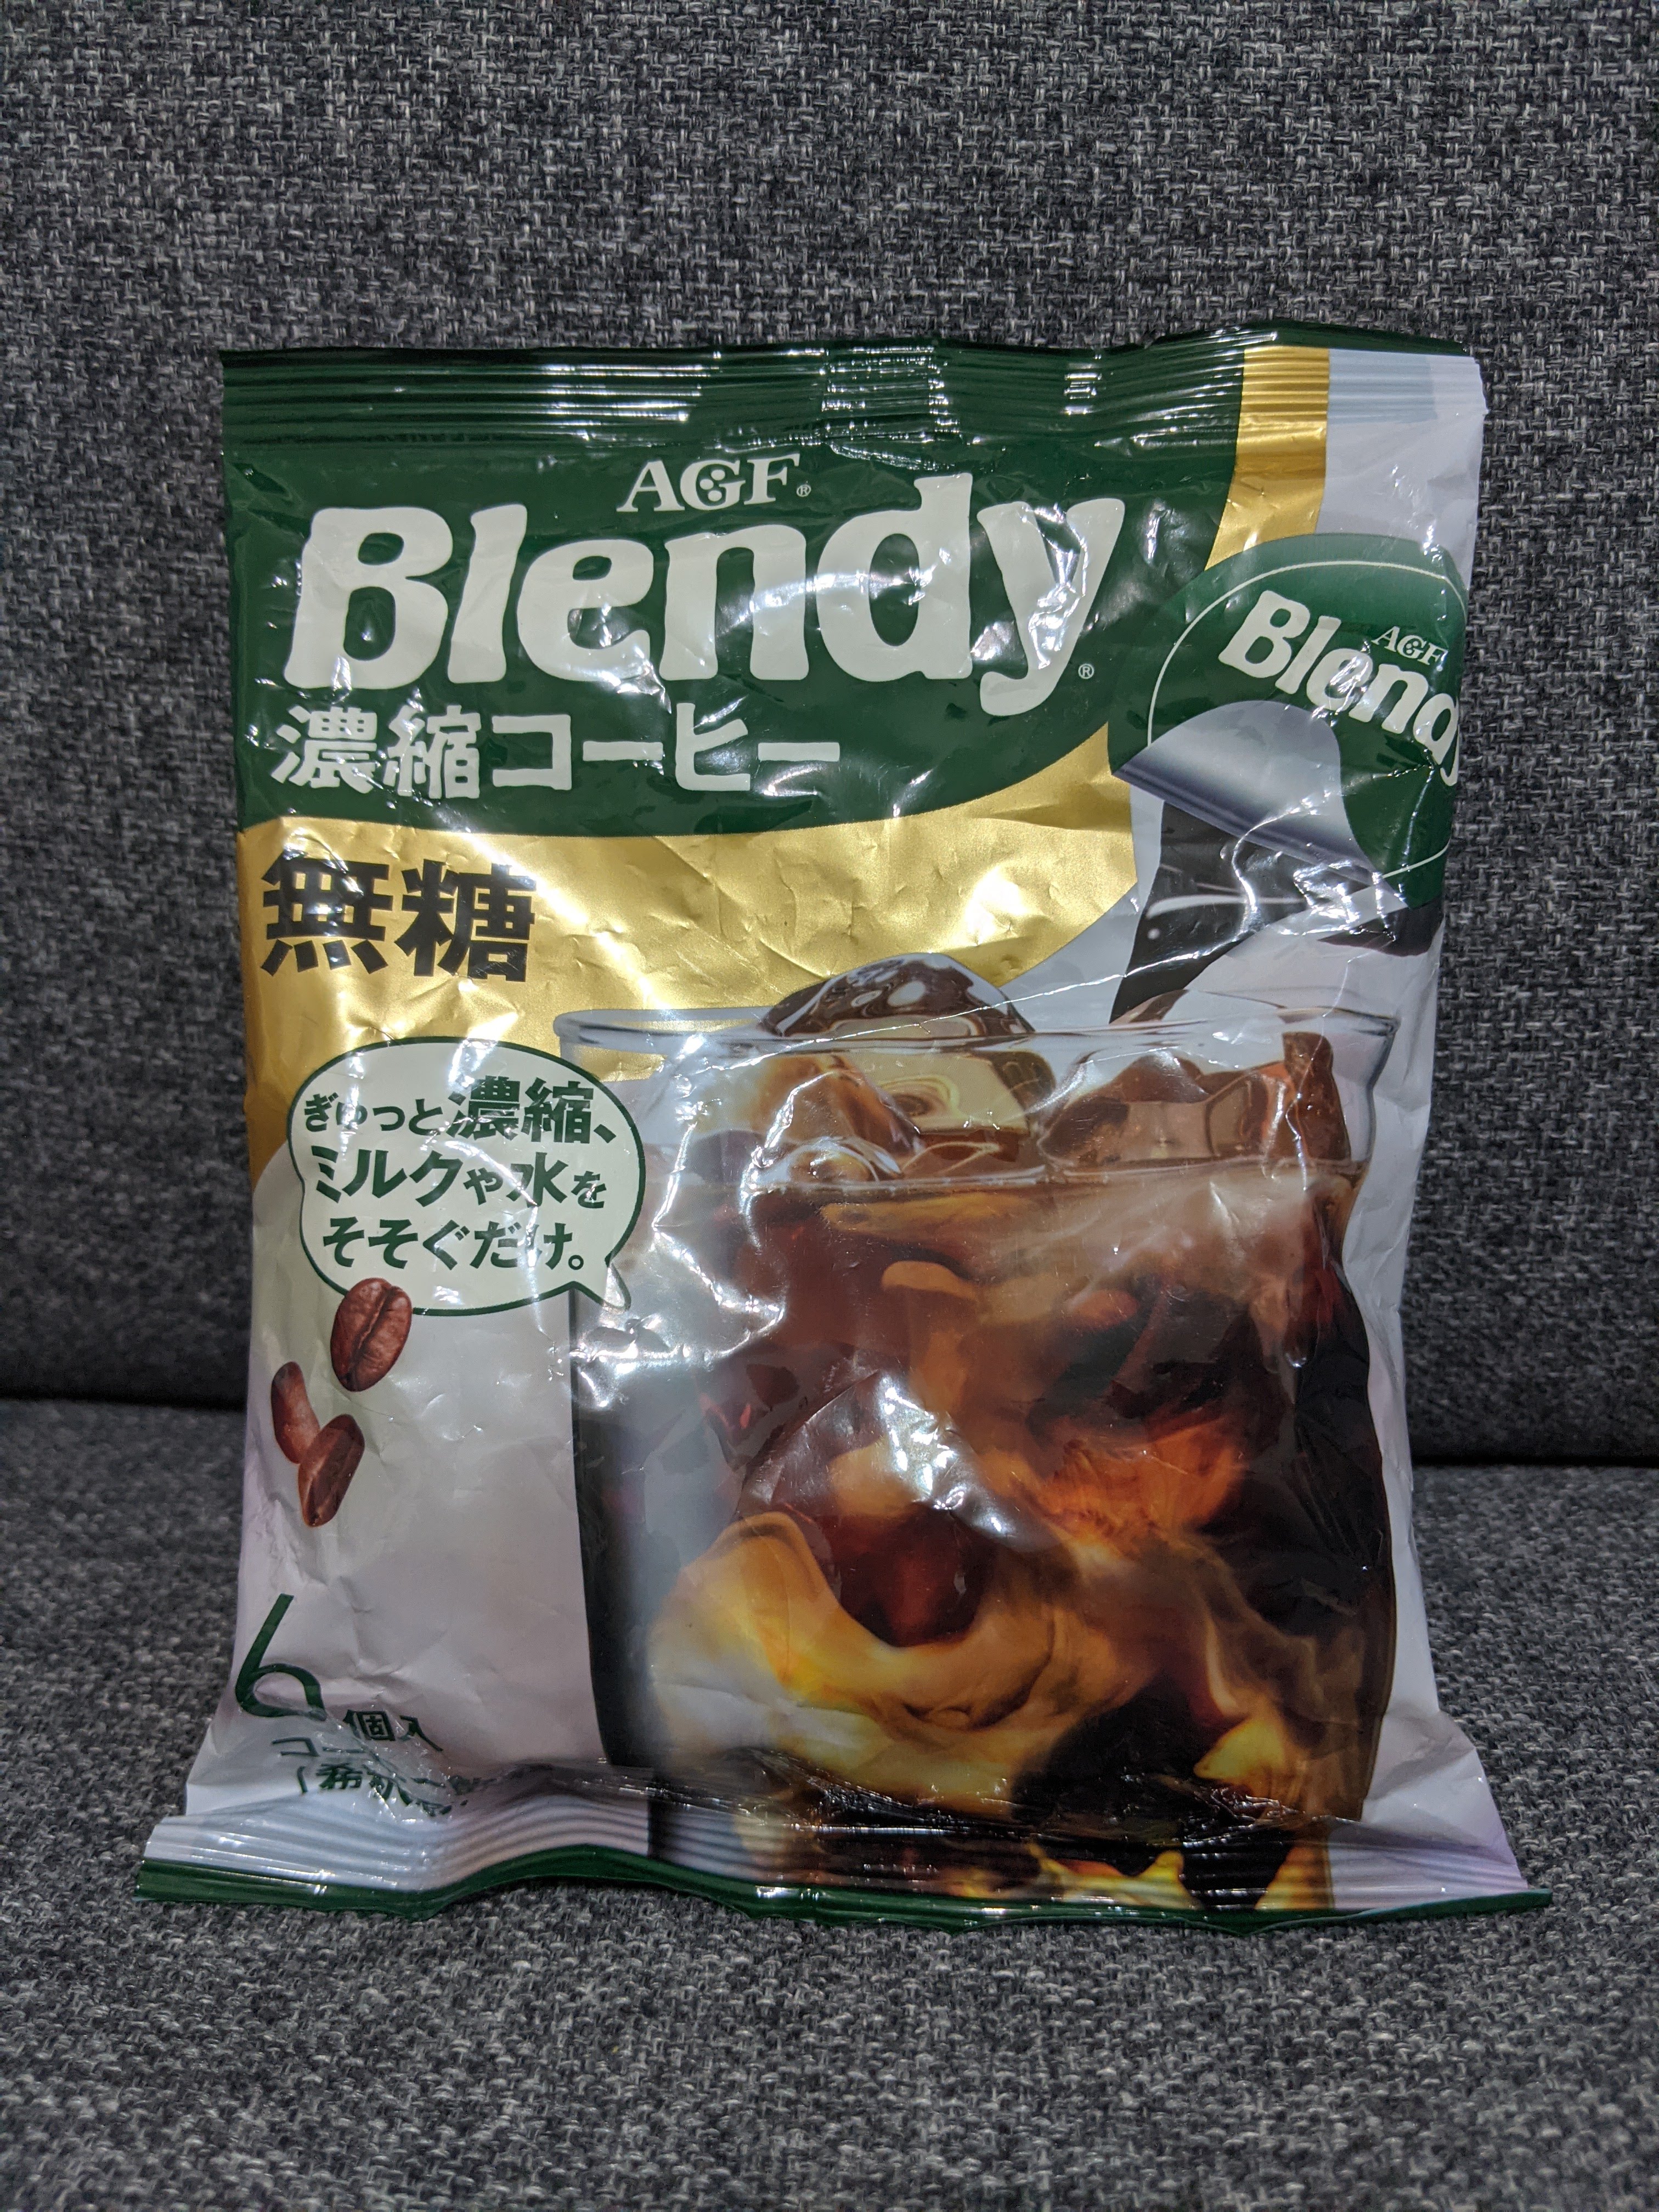 AGF®
Blendy®
濃縮コーヒー
無糖
AGF
Blendy
ぎゅっと濃縮、
ミルクや水を
そそぐだけ。
6個入